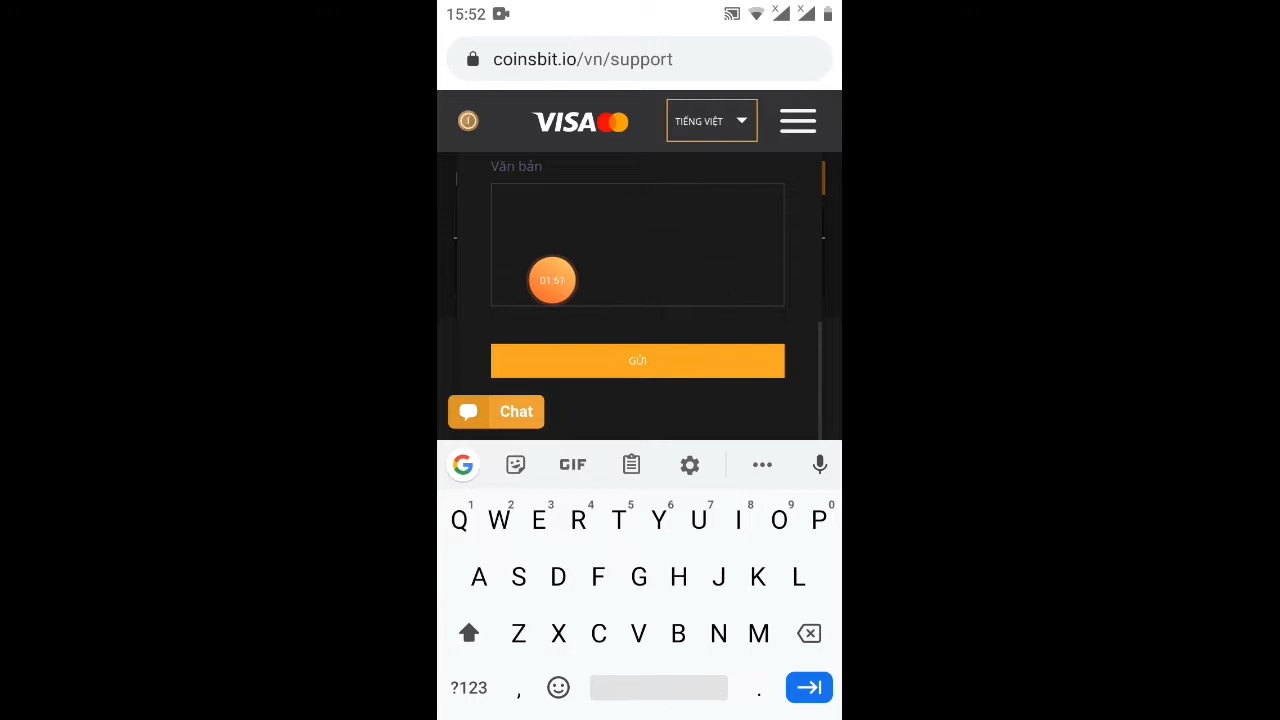 15:52
coinsbit.io/vn/support
VISA
TIẾNG VIỆT
Văn bản
01:51
GỬI
Chat
G GIF
1 2 3 4 5 6 7 8 9 0
Q W E R T Y U I O P
A S D F G H J K L
Z X C V B N M
?123 , .